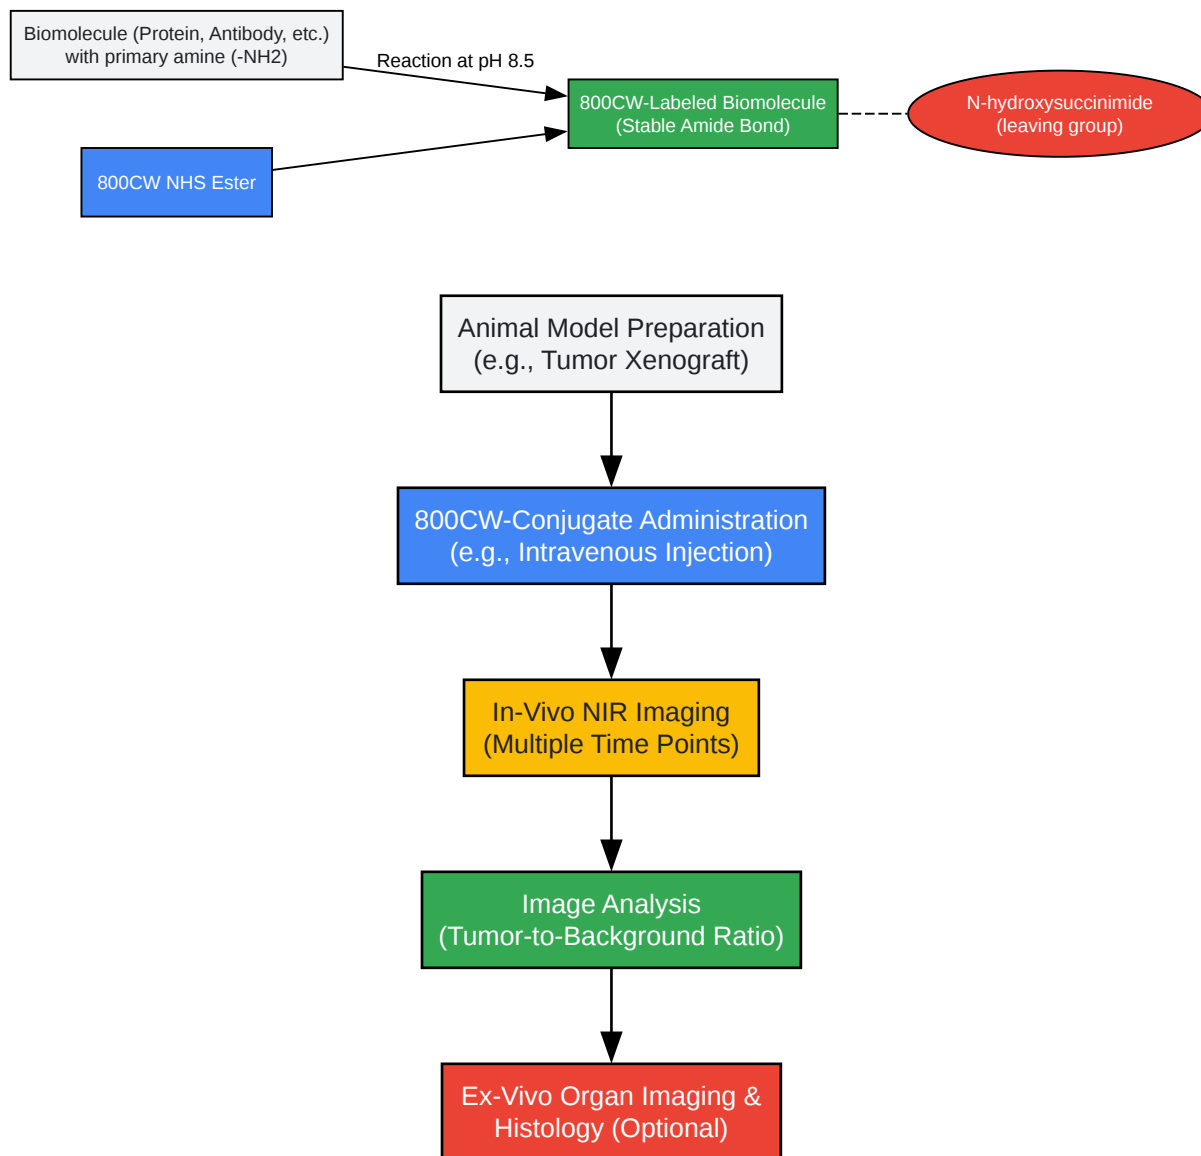 Biomolecule (Protein, Antibody, etc.)
with primary amine (-NH2)
Reaction at pH 8.5
800CW-Labeled Biomolecule
(Stable Amide Bond)
N-hydroxysuccinimide
(leaving group)
800CW NHS Ester
Animal Model Preparation
(e.g., Tumor Xenograft)
800CW-Conjugate Administration
(e.g., Intravenous Injection)
In-Vivo NIR Imaging
(Multiple Time Points)
Image Analysis
(Tumor-to-Background Ratio)
Ex-Vivo Organ Imaging &
Histology (Optional)